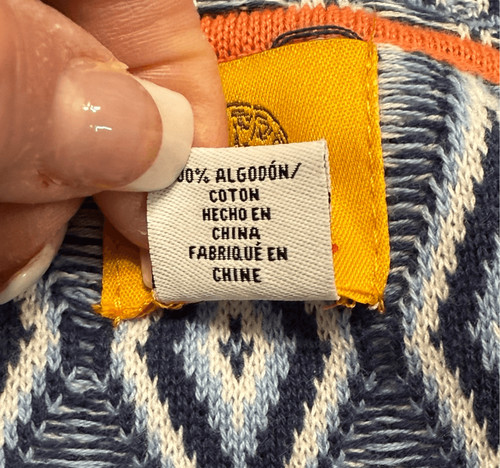 00% ALGODÓN/
COTON
HECHO EN
CHINA
FABRIQUÉ EN
CHINE